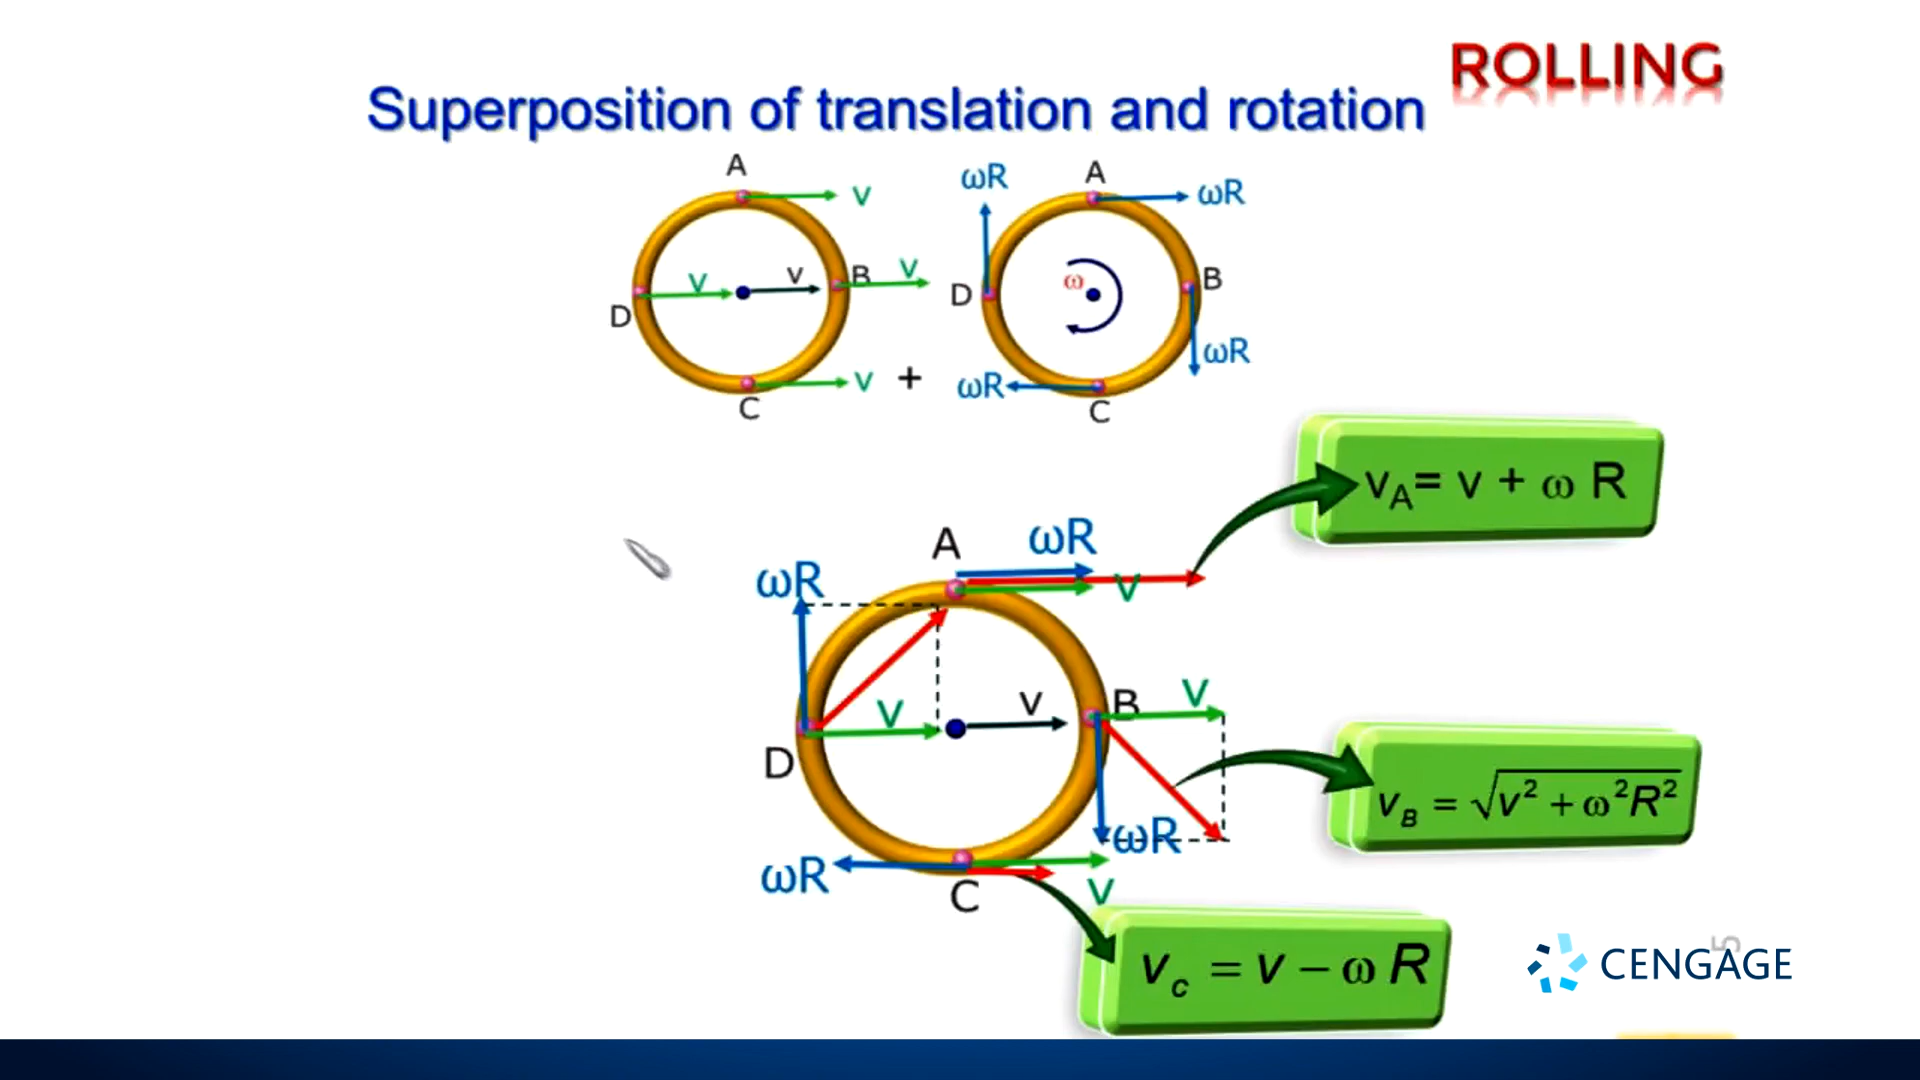 ROLLING
Superposition of translation and rotation
A
v
v
v
B
v
D
v
C
+
ωR
A
ωR
ω
B
D
ωR
ωR
C
v_A = v + ω R
A
ωR
ωR
v
v
v
B
v
D
ωR
v_B = √(v² + ω²R²)
ωR
C
v
v_c = v − ω R
5
CENGAGE